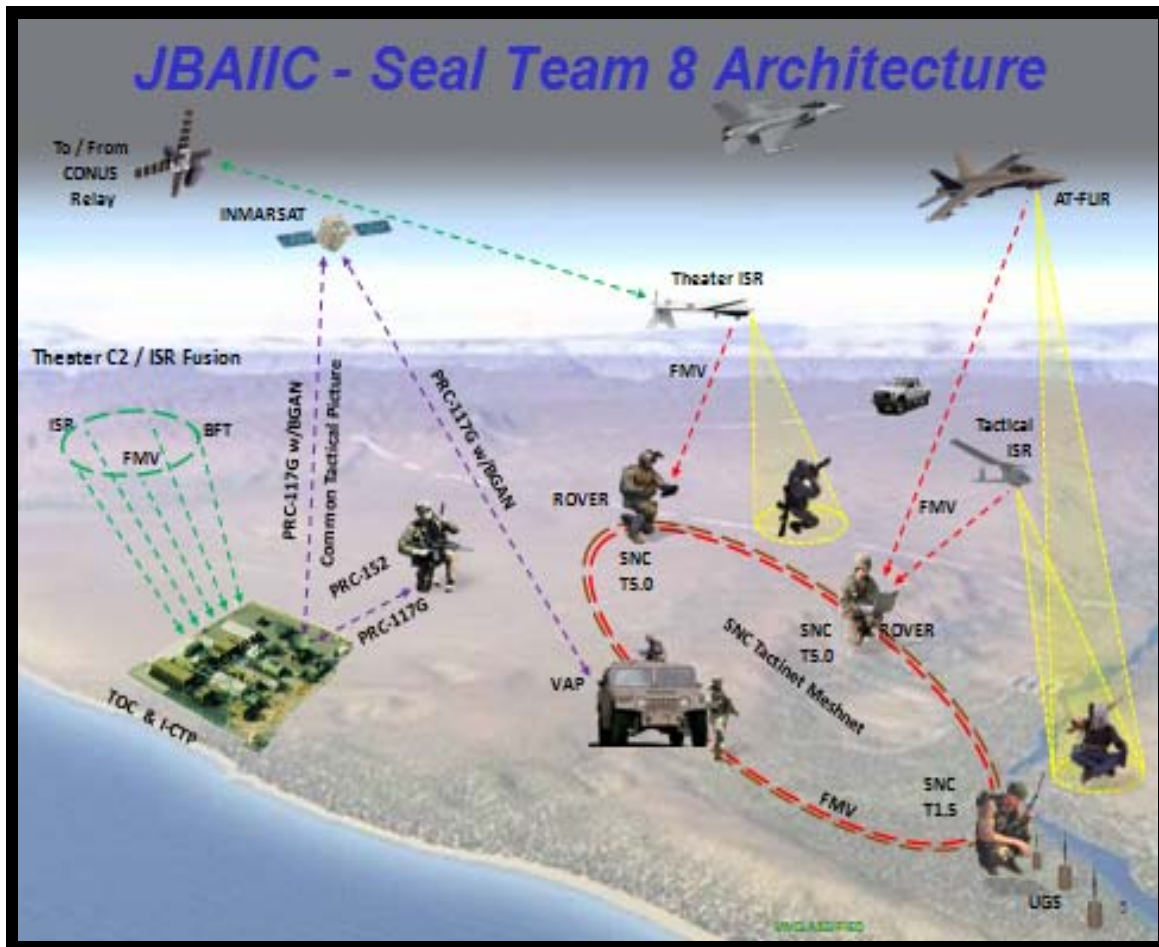 JBAIIC - Seal Team 8 Architecture
To / From
CONUS
Relay
INMARSAT
AT-FLIR
Theater ISR
Theater C2 / ISR Fusion
ISR
FMV
BFT
PRC-117G w/BGAN
Common Tactical Picture
PRC-117G w/BGAN
FMV
Tactical
ISR
FMV
ROVER
SNC
T5.0
PRC-152
PRC-117G
SNC
T5.0
ROVER
SNC Tactinet Meshnet
VAP
TOC & I-CTP
FMV
SNC
T1.5
UGS
UNCLASSIFIED